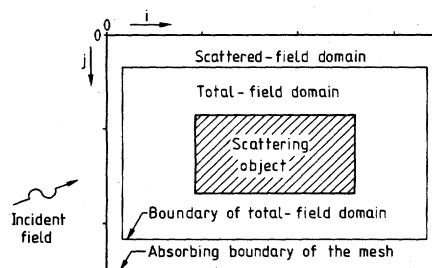 0
i
0
j
Scattered-field domain
Total-field domain
Scattering
object
Incident
field
Boundary of total-field domain
Absorbing boundary of the mesh